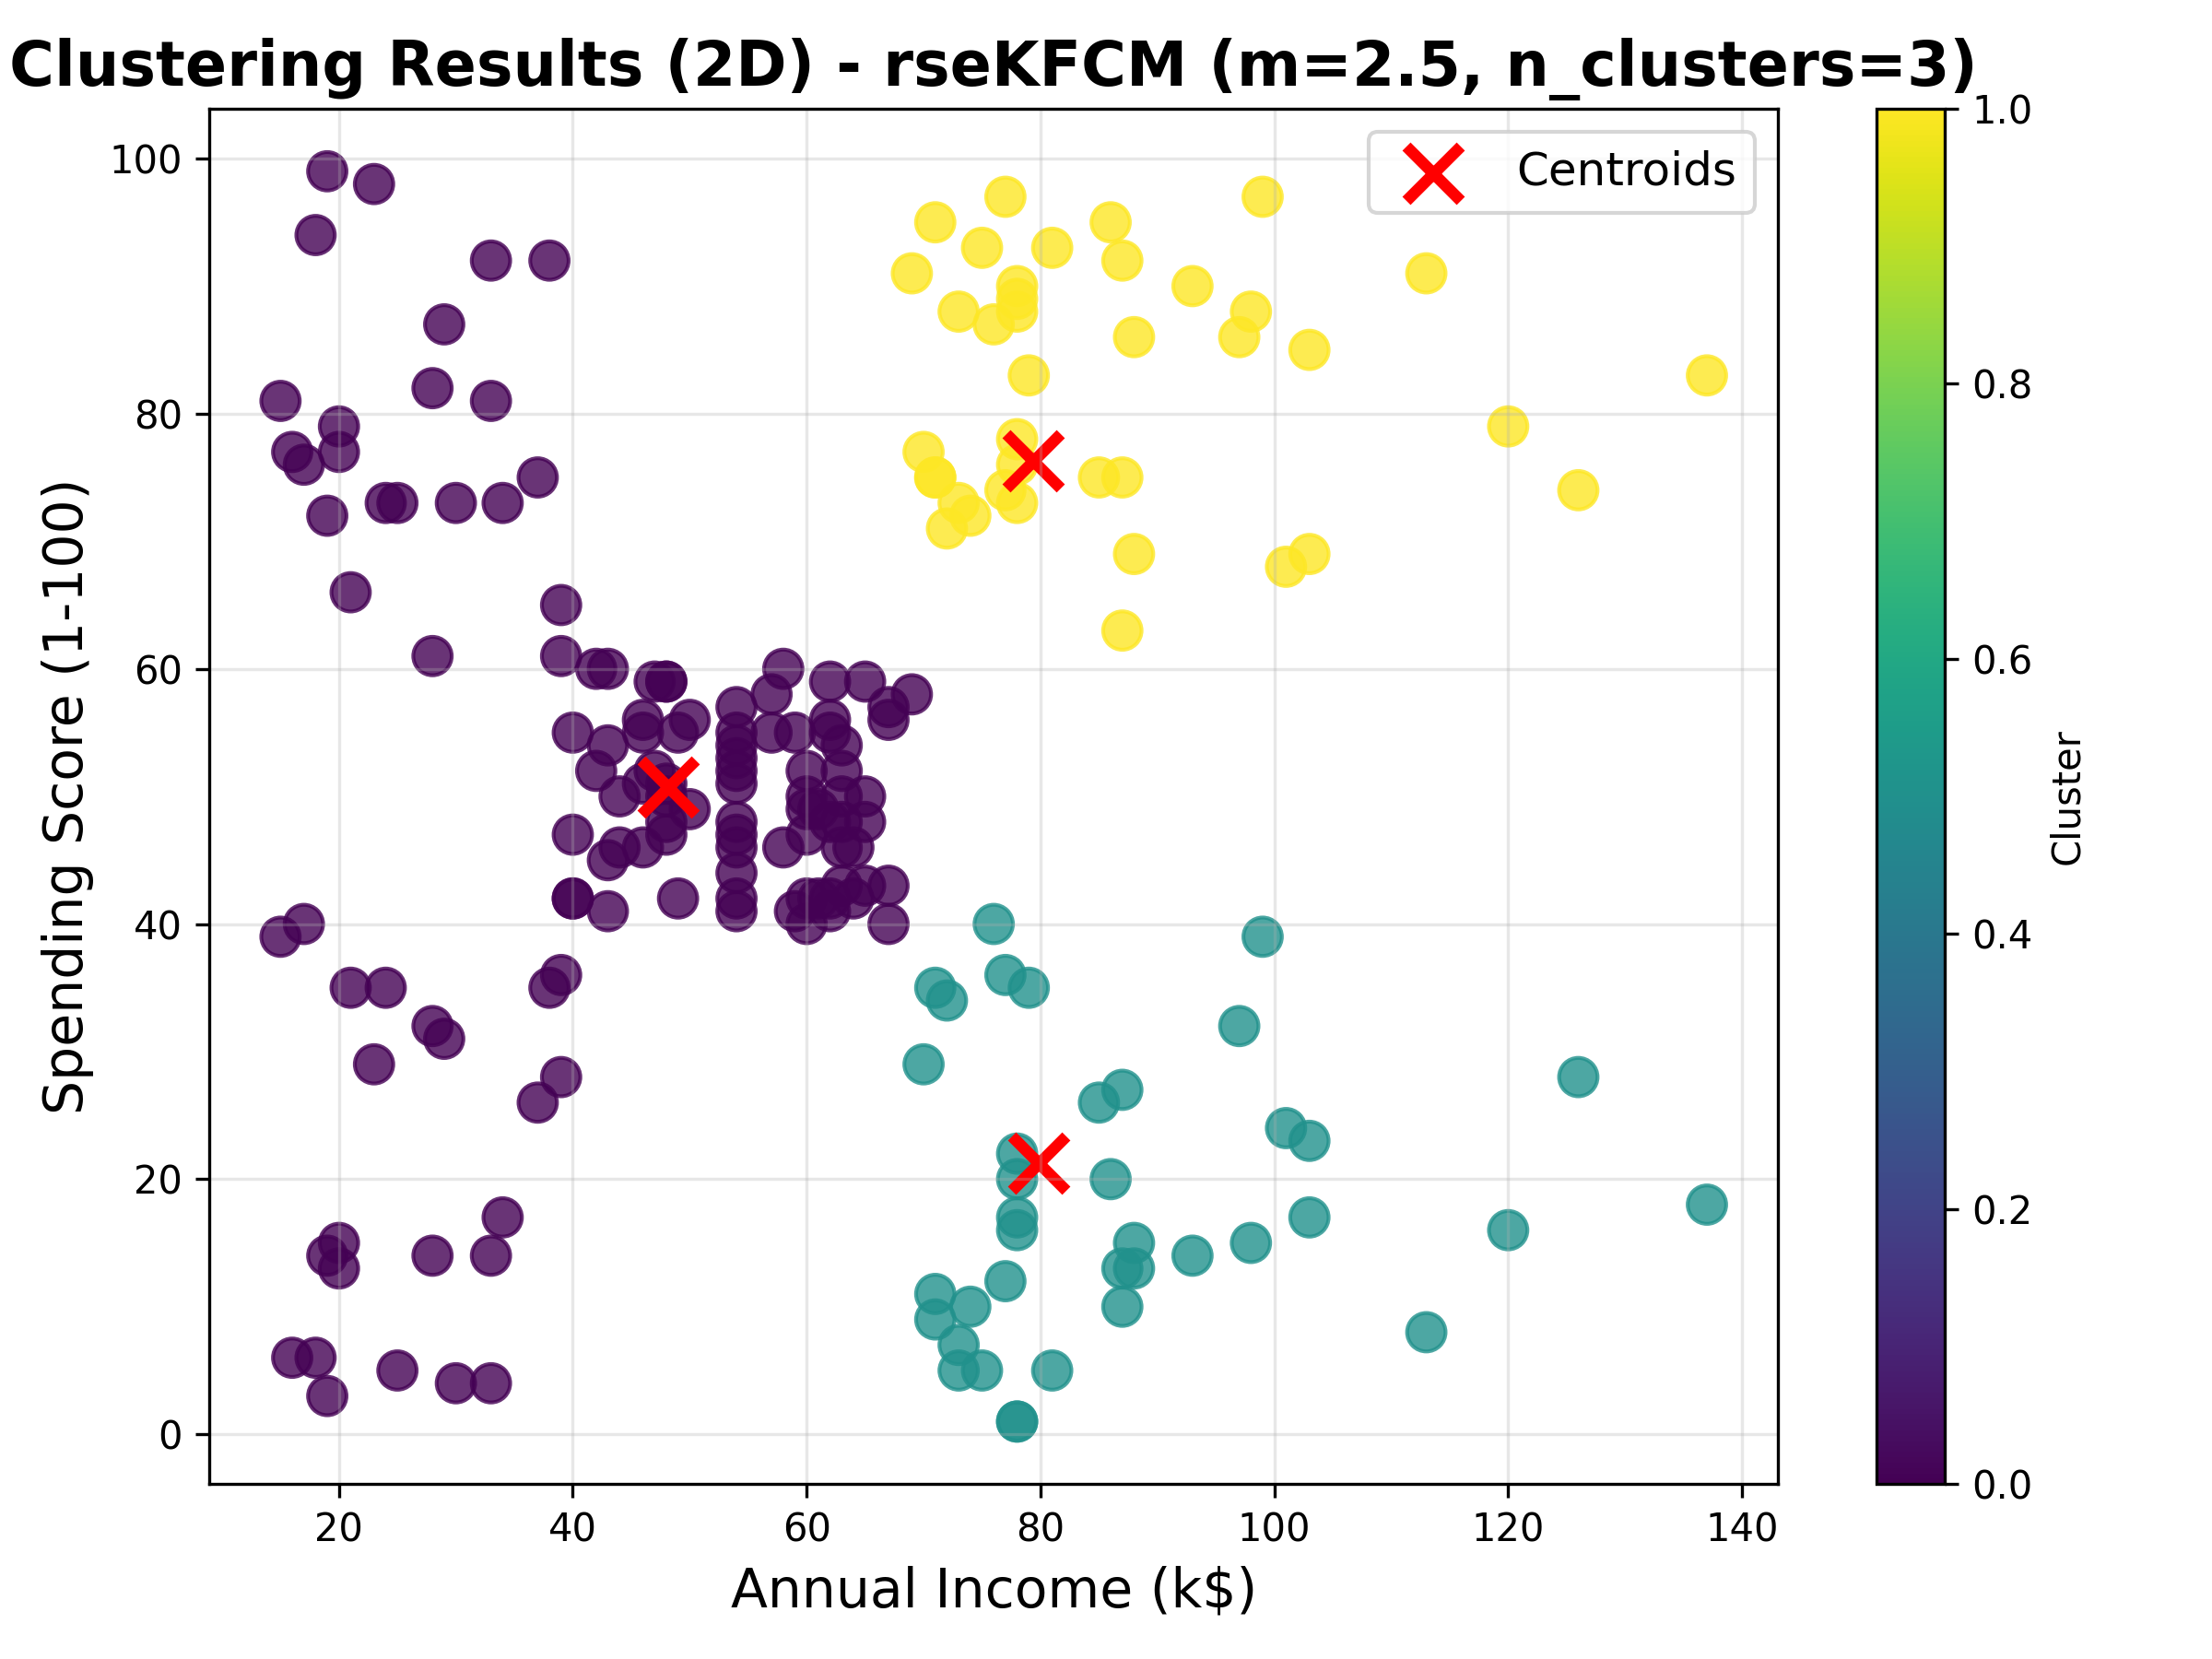 Clustering Results (2D) - rseKFCM (m=2.5, n_clusters=3)
Centroids
Spending Score (1-100)
100
80
60
40
20
0
20 40 60 80 100 120 140
Annual Income (k$)
1.0
0.8
0.6
0.4
0.2
0.0
Cluster